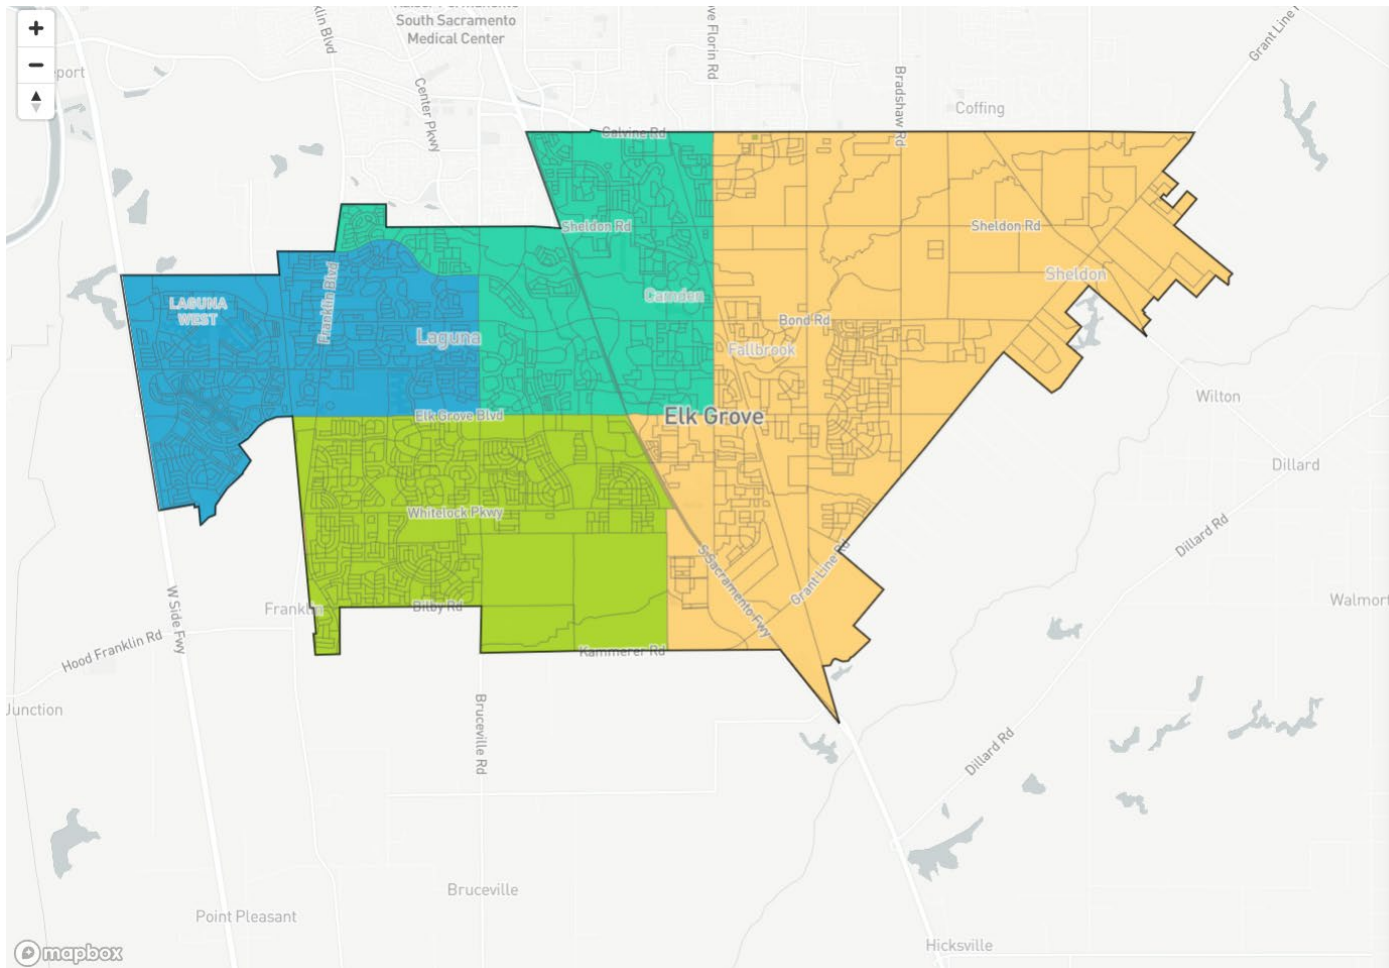 South Sacramento
Medical Center
Grant Line
Center Pkwy
Bradshaw Rd
Coffing
Calvine Rd
Sheldon Rd
Sheldon Rd
Sheldon
Camden
LAGUNA
WEST
Franklin Blvd
Laguna
Bond Rd
Fallbrook
Elk Grove Blvd
Elk Grove
Wilton
Dillard
Whitelock Pkwy
Dillard Rd
S Sacramento Fwy
Grant Line Rd
W Side Fwy
Franklin
Bilby Rd
Hood Franklin Rd
Kammerer Rd
Junction
Bruceville Rd
Dillard Rd
Bruceville
Point Pleasant
Hicksville
mapbox